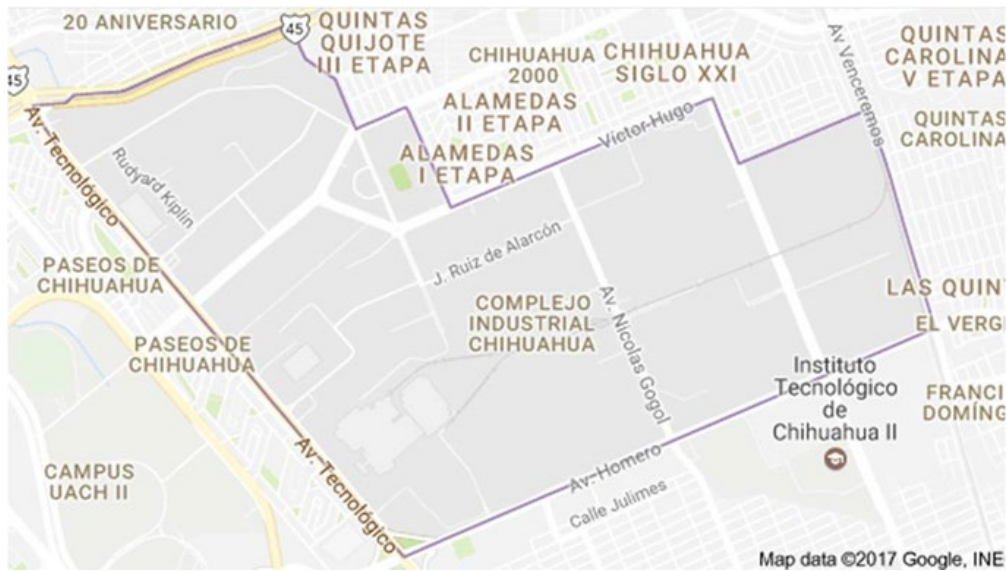 20 ANIVERSARIO
45
QUINTAS
QUIJOTE
III ETAPA
CHIHUAHUA
2000
CHIHUAHUA
SIGLO XXI
Av Venceremos
QUINTAS
CAROLINA
V ETAPA
45
Av. Tecnológico
Rudyard Kiplin
ALAMEDAS
II ETAPA
Víctor Hugo
QUINTAS
CAROLINA
ALAMEDAS
I ETAPA
J. Ruiz de Alarcón
PASEOS DE
CHIHUAHUA
COMPLEJO
INDUSTRIAL
CHIHUAHUA
Av. Nicolas Gogol
LAS QUIN
EL VERG
PASEOS DE
CHIHUAHUA
Instituto
Tecnológico
de
Chihuahua II
FRANCI
DOMÍNG
Av. Tecnológico
Av. Homero
CAMPUS
UACH II
Calle Julimes
Map data ©2017 Google, INE